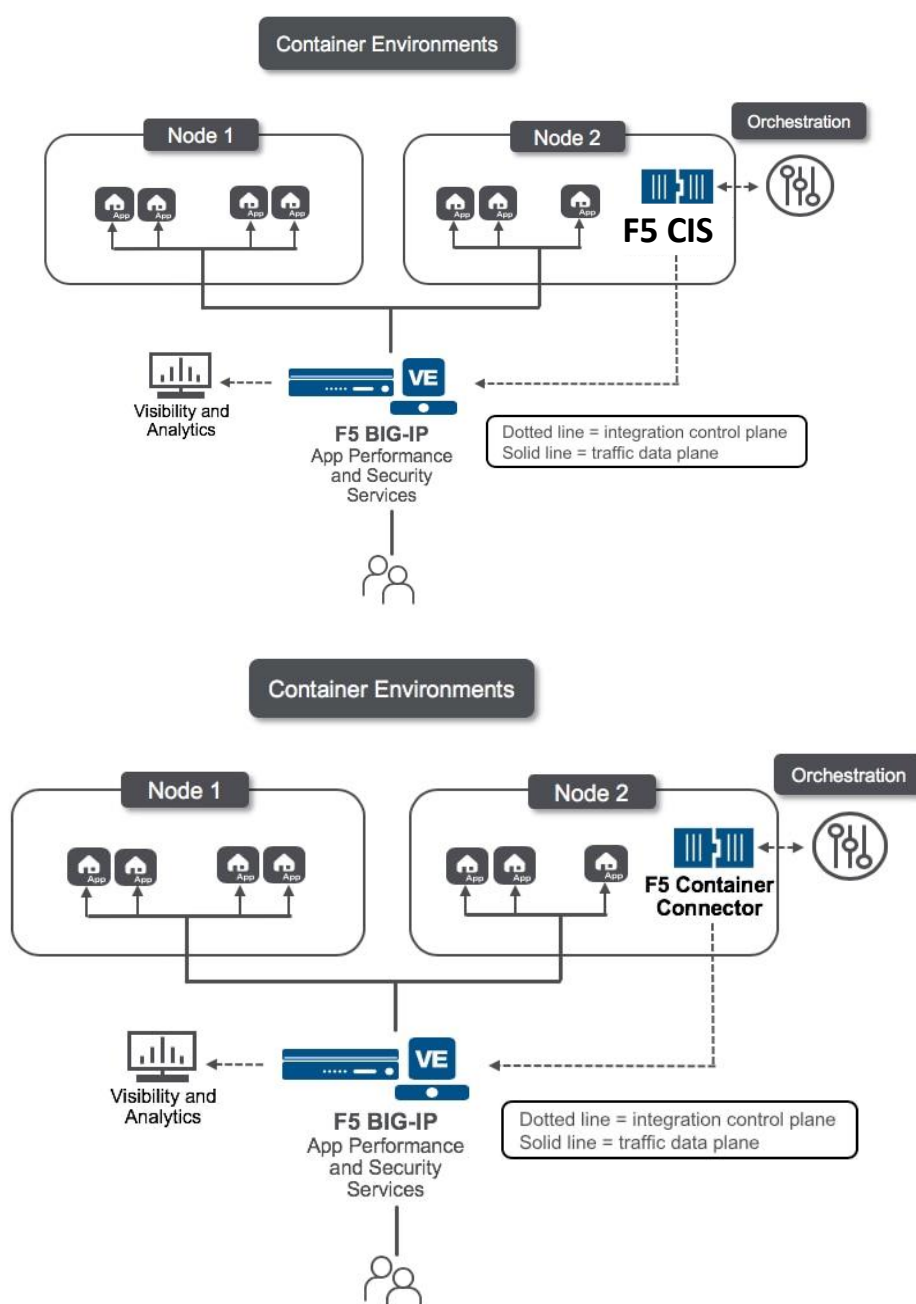 Container Environments
Node 1
Node 2
Orchestration
App
App
App
App
App
App
App
F5 CIS
VE
Visibility and
Analytics
F5 BIG-IP
App Performance
and Security
Services
Dotted line = integration control plane
Solid line = traffic data plane
Container Environments
Node 1
Node 2
Orchestration
App
App
App
App
App
App
App
F5 Container
Connector
VE
Visibility and
Analytics
F5 BIG-IP
App Performance
and Security
Services
Dotted line = integration control plane
Solid line = traffic data plane